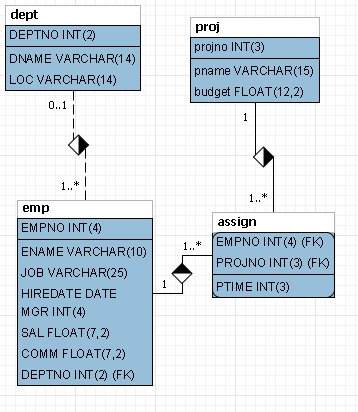 dept
DEPTNO INT(2)
DNAME VARCHAR(14)
LOC VARCHAR(14)
0..1
1..*
proj
projno INT(3)
pname VARCHAR(15)
budget FLOAT(12,2)
1
1..*
emp
EMPNO INT(4)
ENAME VARCHAR(10)
JOB VARCHAR(25)
HIREDATE DATE
MGR INT(4)
SAL FLOAT(7,2)
COMM FLOAT(7,2)
DEPTNO INT(2) (FK)
1
1..*
assign
EMPNO INT(4) (FK)
PROJNO INT(3) (FK)
PTIME INT(3)